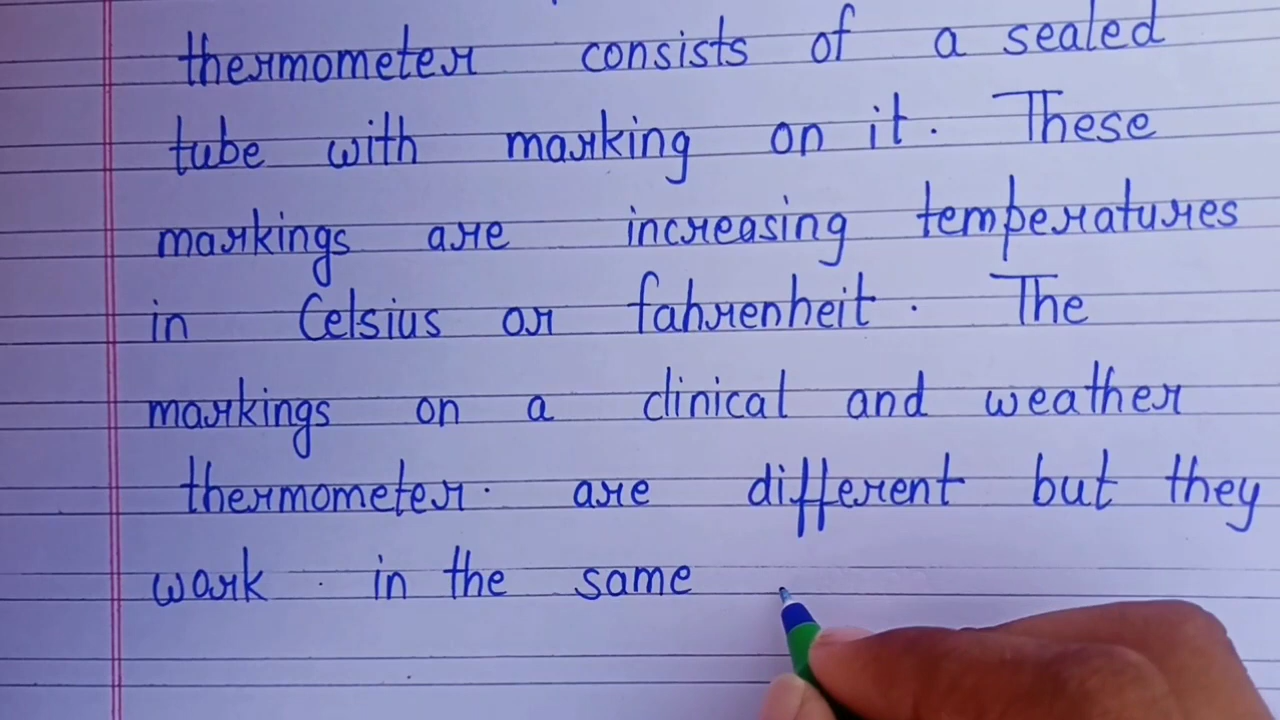 thermometer consists of a sealed
tube with marking on it. These
markings are increasing temperatures
in Celsius or fahrenheit. The
markings on a clinical and weather
thermometer. are different but they
work. in the same